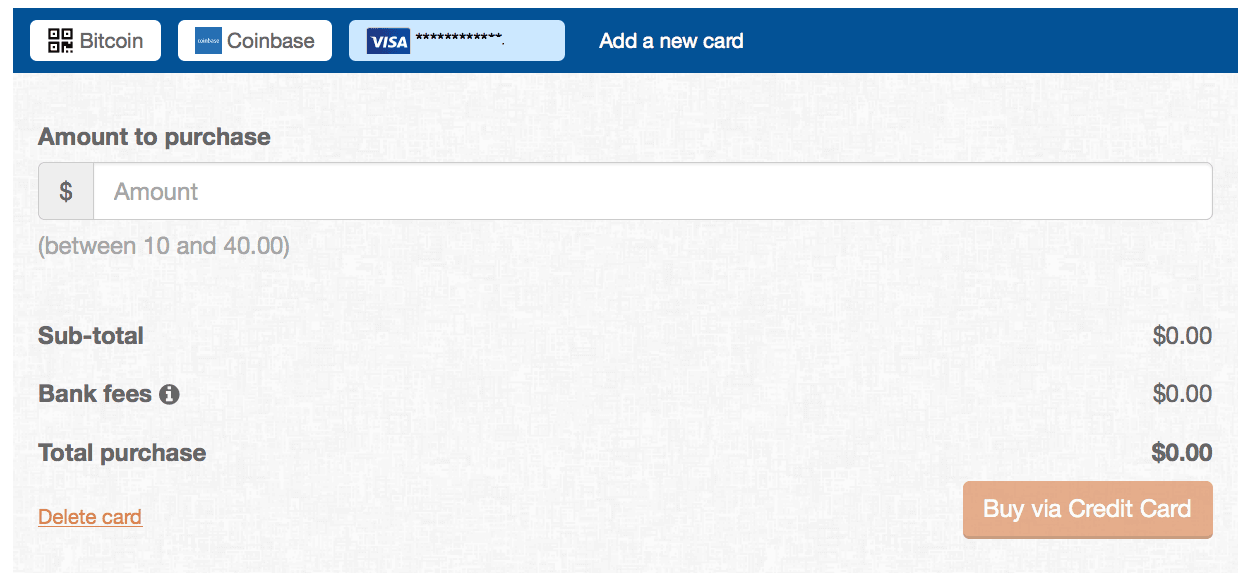 Bitcoin
coinbase Coinbase
VISA ************.
Add a new card
Amount to purchase
$ Amount
(between 10 and 40.00)
Sub-total $0.00
Bank fees i $0.00
Total purchase $0.00
Delete card
Buy via Credit Card